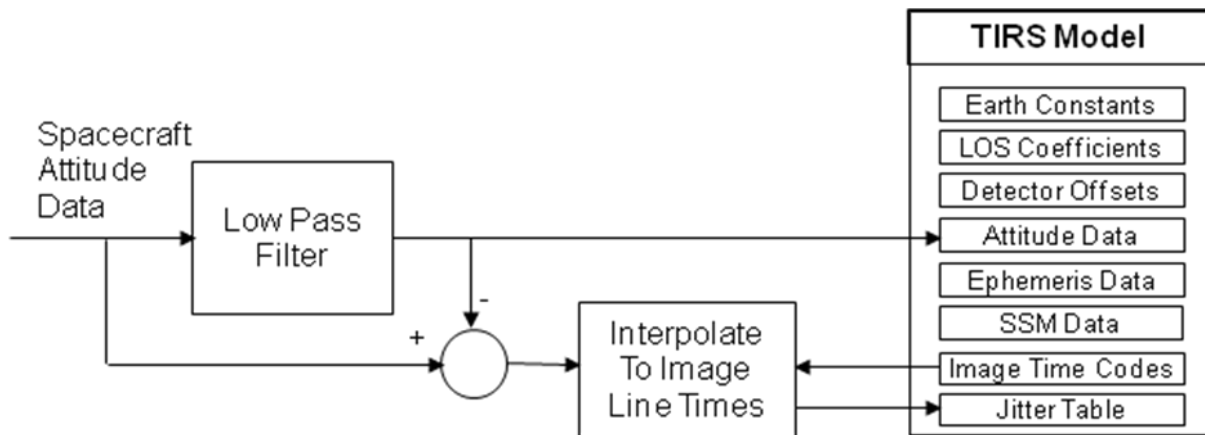 TIRS Model
Earth Constants
LOS Coefficients
Detector Offsets
Attitude Data
Ephemeris Data
SSM Data
Image Time Codes
Jitter Table
Spacecraft
Attitude
Data
Low Pass
Filter
-
+
Interpolate
To Image
Line Times